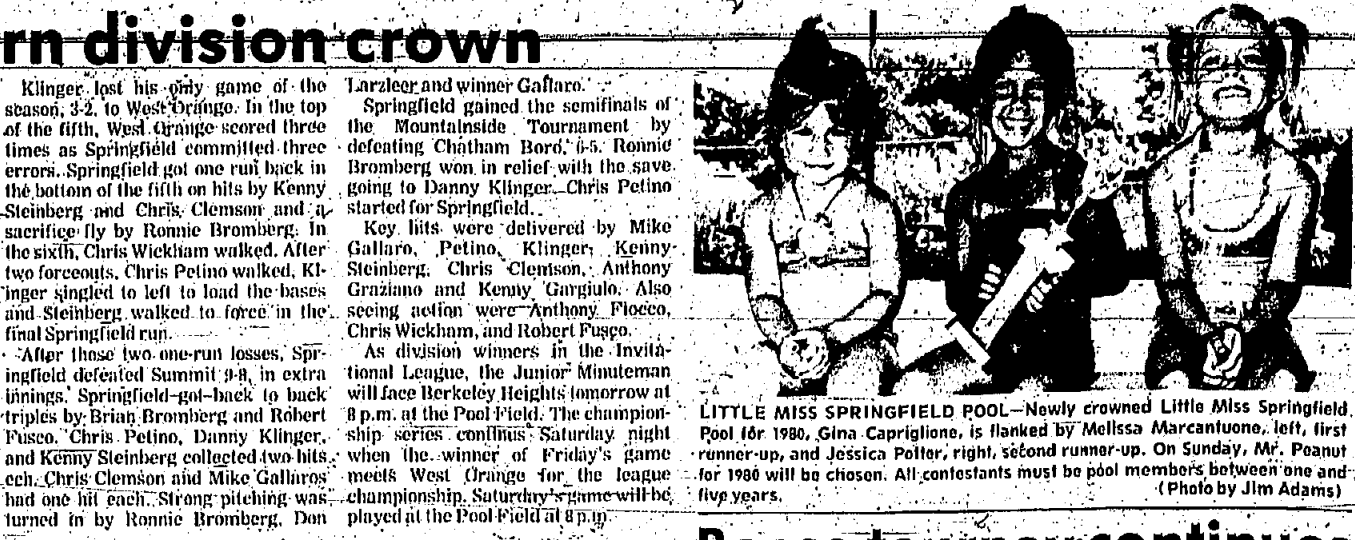 rn division crown
Klinger lost his only game of the
season, 3-2, to West Orange. In the top
of the fifth, West Orange scored three
times as Springfield committed three
errors. Springfield got one run back in
the bottom of the fifth on hits by Kenny
Steinberg and Chris Clemson and a
sacrifice fly by Ronnie Bromberg. In
the sixth, Chris Wickham walked. After
two forceouts, Chris Petino walked, Kl-
inger singled to left to load the bases
and Steinberg walked to force in the
final Springfield run.
After those two one-run losses, Spr-
ingfield defeated Summit 9-8, in extra
innings. Springfield got back to back
triples by Brian Bromberg and Robert
Fusco. Chris Petino, Danny Klinger,
and Kenny Steinberg collected two hits
ech. Chris Clemson and Mike Gallaros
had one hit each. Strong pitching was
turned in by Ronnie Bromberg, Don
Larzleer and winner Gallaro.
Springfield gained the semifinals of
the Mountainside Tournament by
defeating Chatham Boro, 6-5. Ronnie
Bromberg won in relief with the save
going to Danny Klinger. Chris Petino
started for Springfield.
Key hits were delivered by Mike
Gallaro, Petino, Klinger, Kenny
Steinberg, Chris Clemson, Anthony
Graziano and Kenny Gargiulo. Also
seeing action were Anthony Flocco,
Chris Wickham, and Robert Fusco.
As division winners in the Invita-
tional League, the Junior Minuteman
will face Berkeley Heights tomorrow at
8 p.m. at the Pool Field. The champion-
ship series continus Saturday night
when the winner of Friday's game
meets West Orange for the league
championship. Saturday's game will be
played at the Pool Field at 8 p.m.
LITTLE MISS SPRINGFIELD POOL—Newly crowned Little Miss Springfield
Pool for 1980, Gina Capriglione, is flanked by Melissa Marcantuone, left, first
runner-up, and Jessica Potter, right, second runner-up. On Sunday, Mr. Peanut
for 1980 will be chosen. All contestants must be pool members between one and
five years.
(Photo by Jim Adams)